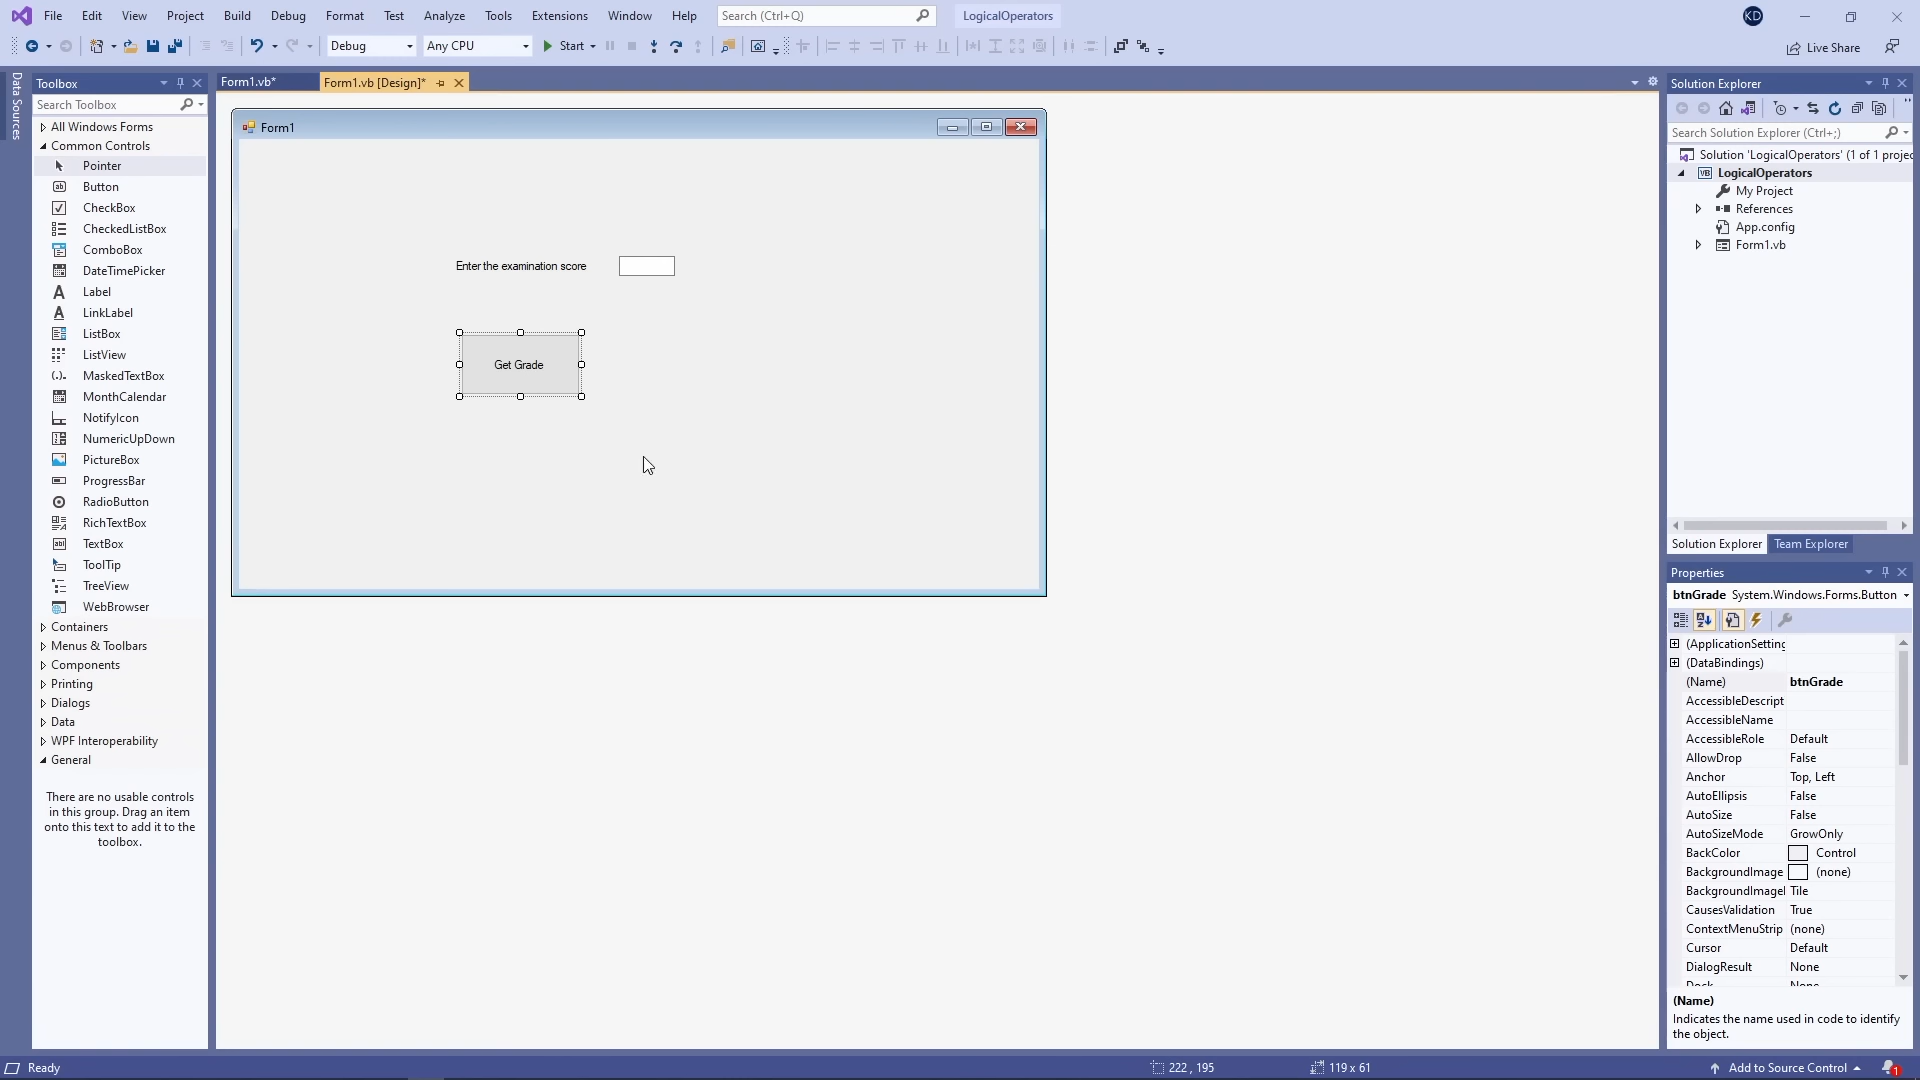 File Edit View Project Build Debug Format Test Analyze Tools Extensions Window Help Search (Ctrl+Q) LogicalOperators KD
Debug Any CPU Start Live Share
Data Sources
Toolbox
Search Toolbox
All Windows Forms
Common Controls
Pointer
Button
CheckBox
CheckedListBox
ComboBox
DateTimePicker
Label
LinkLabel
ListBox
ListView
MaskedTextBox
MonthCalendar
NotifyIcon
NumericUpDown
PictureBox
ProgressBar
RadioButton
RichTextBox
TextBox
ToolTip
TreeView
WebBrowser
Containers
Menus & Toolbars
Components
Printing
Dialogs
Data
WPF Interoperability
General
There are no usable controls
in this group. Drag an item
onto this text to add it to the
toolbox.
Form1.vb* Form1.vb [Design]*
Form1
Enter the examination score
Get Grade
Solution Explorer
Search Solution Explorer (Ctrl+;)
Solution 'LogicalOperators' (1 of 1 projec
LogicalOperators
My Project
References
App.config
Form1.vb
Solution Explorer Team Explorer
Properties
btnGrade System.Windows.Forms.Button
(ApplicationSetting
(DataBindings)
(Name) btnGrade
AccessibleDescript
AccessibleName
AccessibleRole Default
AllowDrop False
Anchor Top, Left
AutoEllipsis False
AutoSize False
AutoSizeMode GrowOnly
BackColor Control
BackgroundImage (none)
BackgroundImagel Tile
CausesValidation True
ContextMenuStrip (none)
Cursor Default
DialogResult None
(Name)
Indicates the name used in code to identify
the object.
Ready 222 , 195 119 x 61 Add to Source Control 1